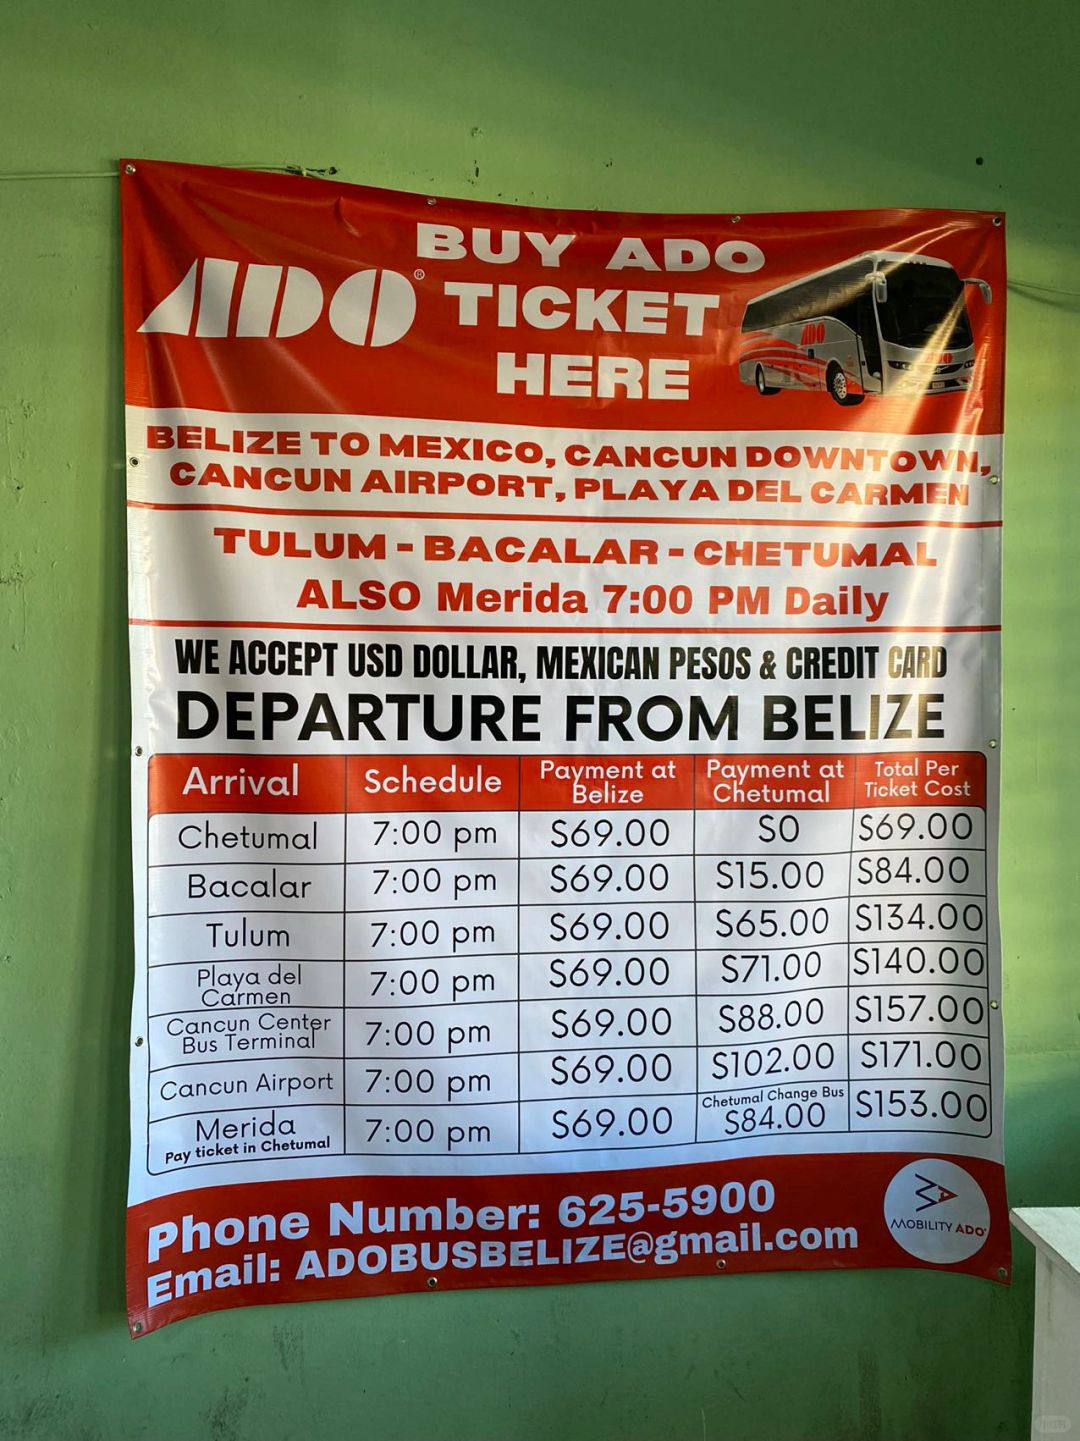 ADO®
BUY ADO
TICKET
HERE
ADO
ADO
BELIZE TO MEXICO, CANCUN DOWNTOWN,
CANCUN AIRPORT, PLAYA DEL CARMEN
TULUM - BACALAR - CHETUMAL
ALSO Merida 7:00 PM Daily
WE ACCEPT USD DOLLAR, MEXICAN PESOS & CREDIT CARD
DEPARTURE FROM BELIZE
Arrival Schedule Payment at Belize Payment at Chetumal Total Per Ticket Cost
Chetumal 7:00 pm $69.00 $0 $69.00
Bacalar 7:00 pm $69.00 $15.00 $84.00
Tulum 7:00 pm $69.00 $65.00 $134.00
Playa del Carmen 7:00 pm $69.00 $71.00 $140.00
Cancun Center Bus Terminal 7:00 pm $69.00 $88.00 $157.00
Cancun Airport 7:00 pm $69.00 $102.00 $171.00
Merida Pay ticket in Chetumal 7:00 pm $69.00 Chetumal Change Bus $84.00 $153.00
Phone Number: 625-5900
Email: ADOBUSBELIZE@gmail.com
MOBILITY ADO